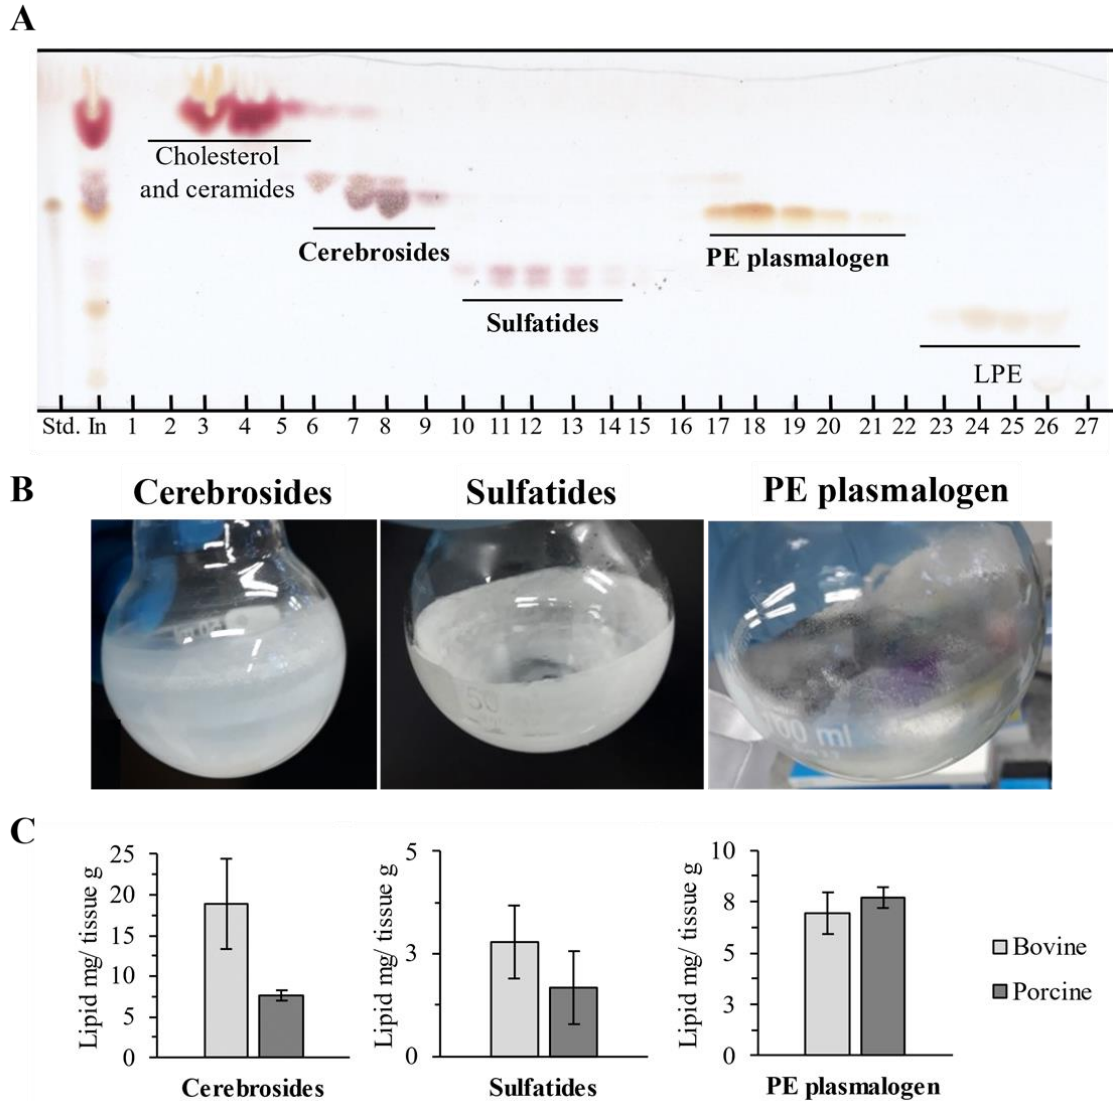 A
Cholesterol
and ceramides
Cerebrosides
Sulfatides
PE plasmalogen
LPE
Std. In 1 2 3 4 5 6 7 8 9 10 11 12 13 14 15 16 17 18 19 20 21 22 23 24 25 26 27
B
Cerebrosides Sulfatides PE plasmalogen
50
100 ml
C
Lipid mg/ tissue g
25
20
15
10
5
0
Cerebrosides
Lipid mg/ tissue g
5
3
0
Sulfatides
Lipid mg/ tissue g
10
8
5
3
0
PE plasmalogen
Bovine
Porcine